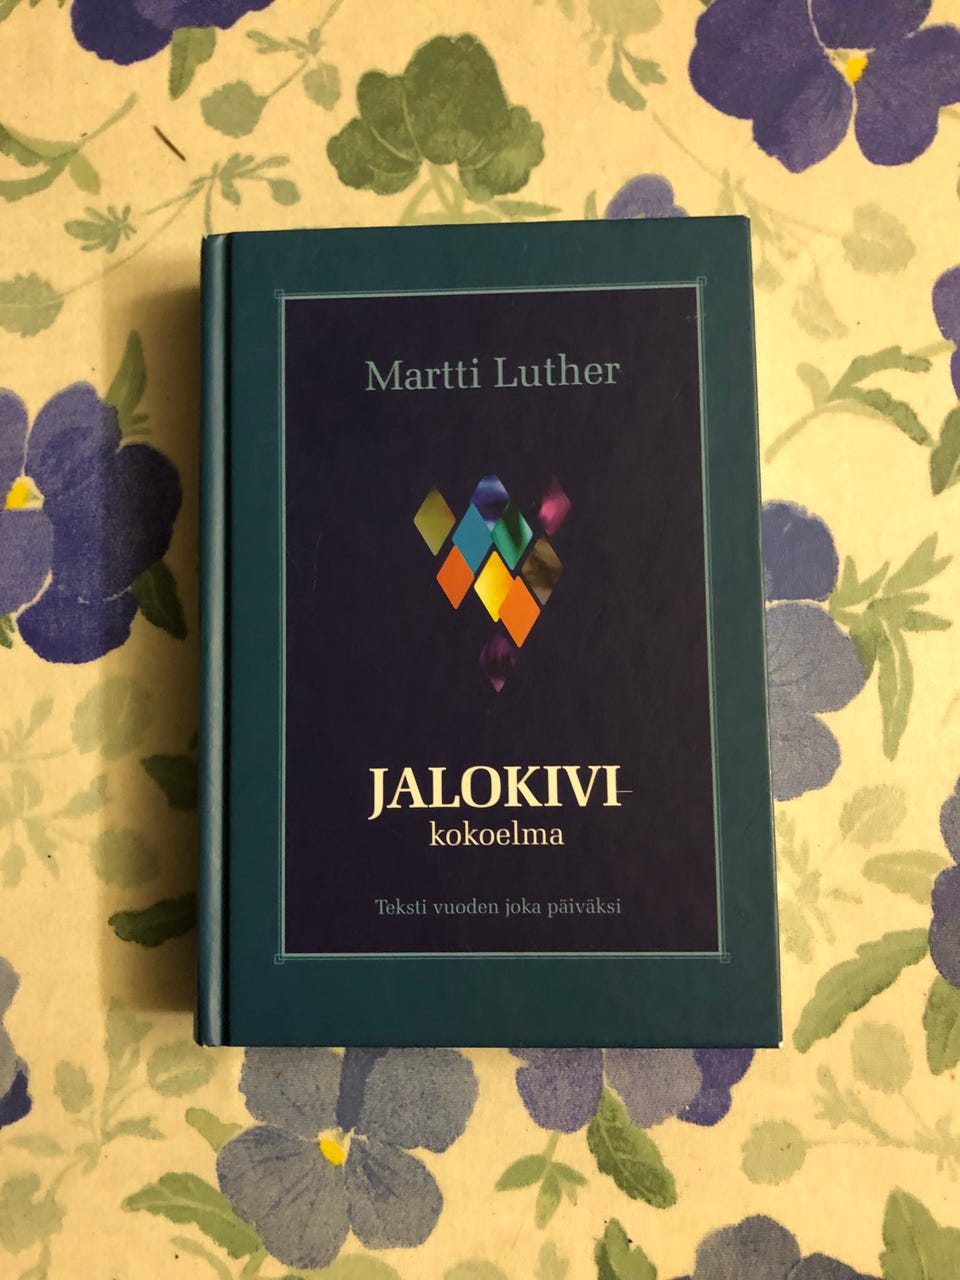 Martti Luther
JALOKIVI-
kokoelma
Teksti vuoden joka päiväksi